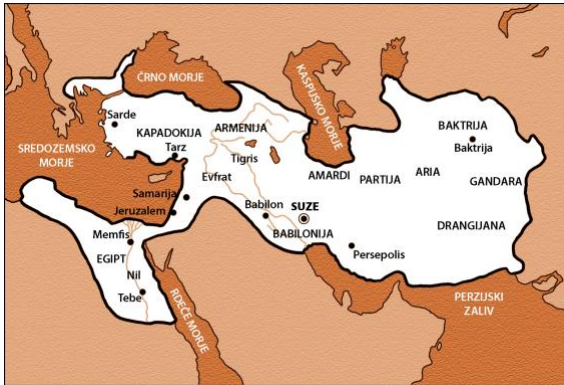 ČRNO MORJE
KASPIJSKO MORJE
Sarde
KAPADOKIJA
ARMENIJA
BAKTRIJA
Baktrija
SREDOZEMSKO
MORJE
Tarz
Tigris
Evfrat
AMARDI
PARTIJA
ARIA
GANDARA
Samarija
Jeruzalem
Babilon
SUZE
BABILONIJA
DRANGIJANA
Memfis
EGIPT
Nil
Tebe
Persepolis
RDEČE MORJE
PERZIJSKI
ZALIV